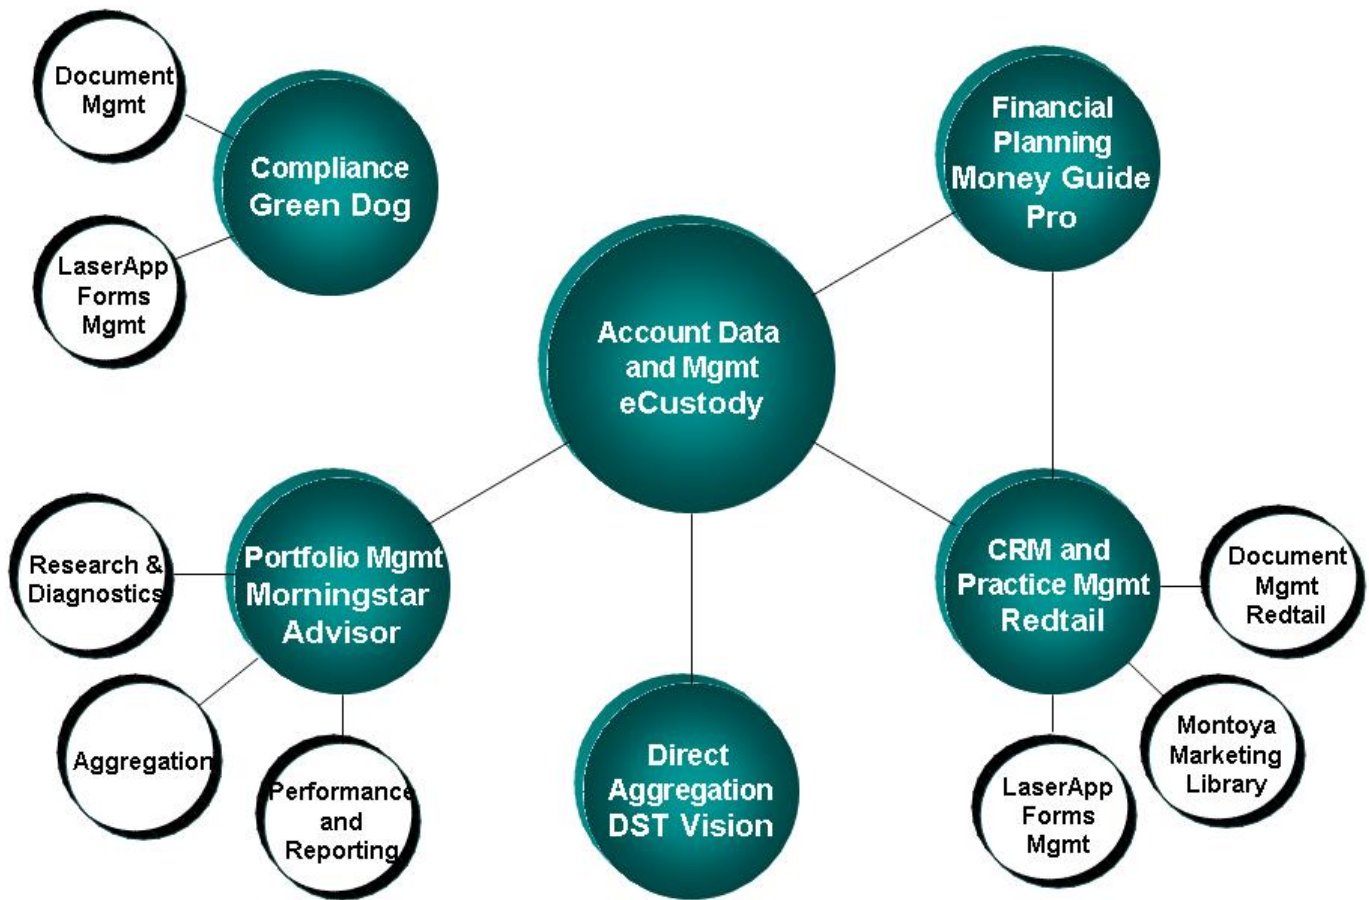 Document
Mgmt
Compliance
Green Dog
LaserApp
Forms
Mgmt
Financial
Planning
Money Guide
Pro
Account Data
and Mgmt
eCustody
Research &
Diagnostics
Portfolio Mgmt
Morningstar
Advisor
Aggregation
Performance
and
Reporting
Direct
Aggregation
DST Vision
CRM and
Practice Mgmt
Redtail
Document
Mgmt
Redtail
Montoya
Marketing
Library
LaserApp
Forms
Mgmt